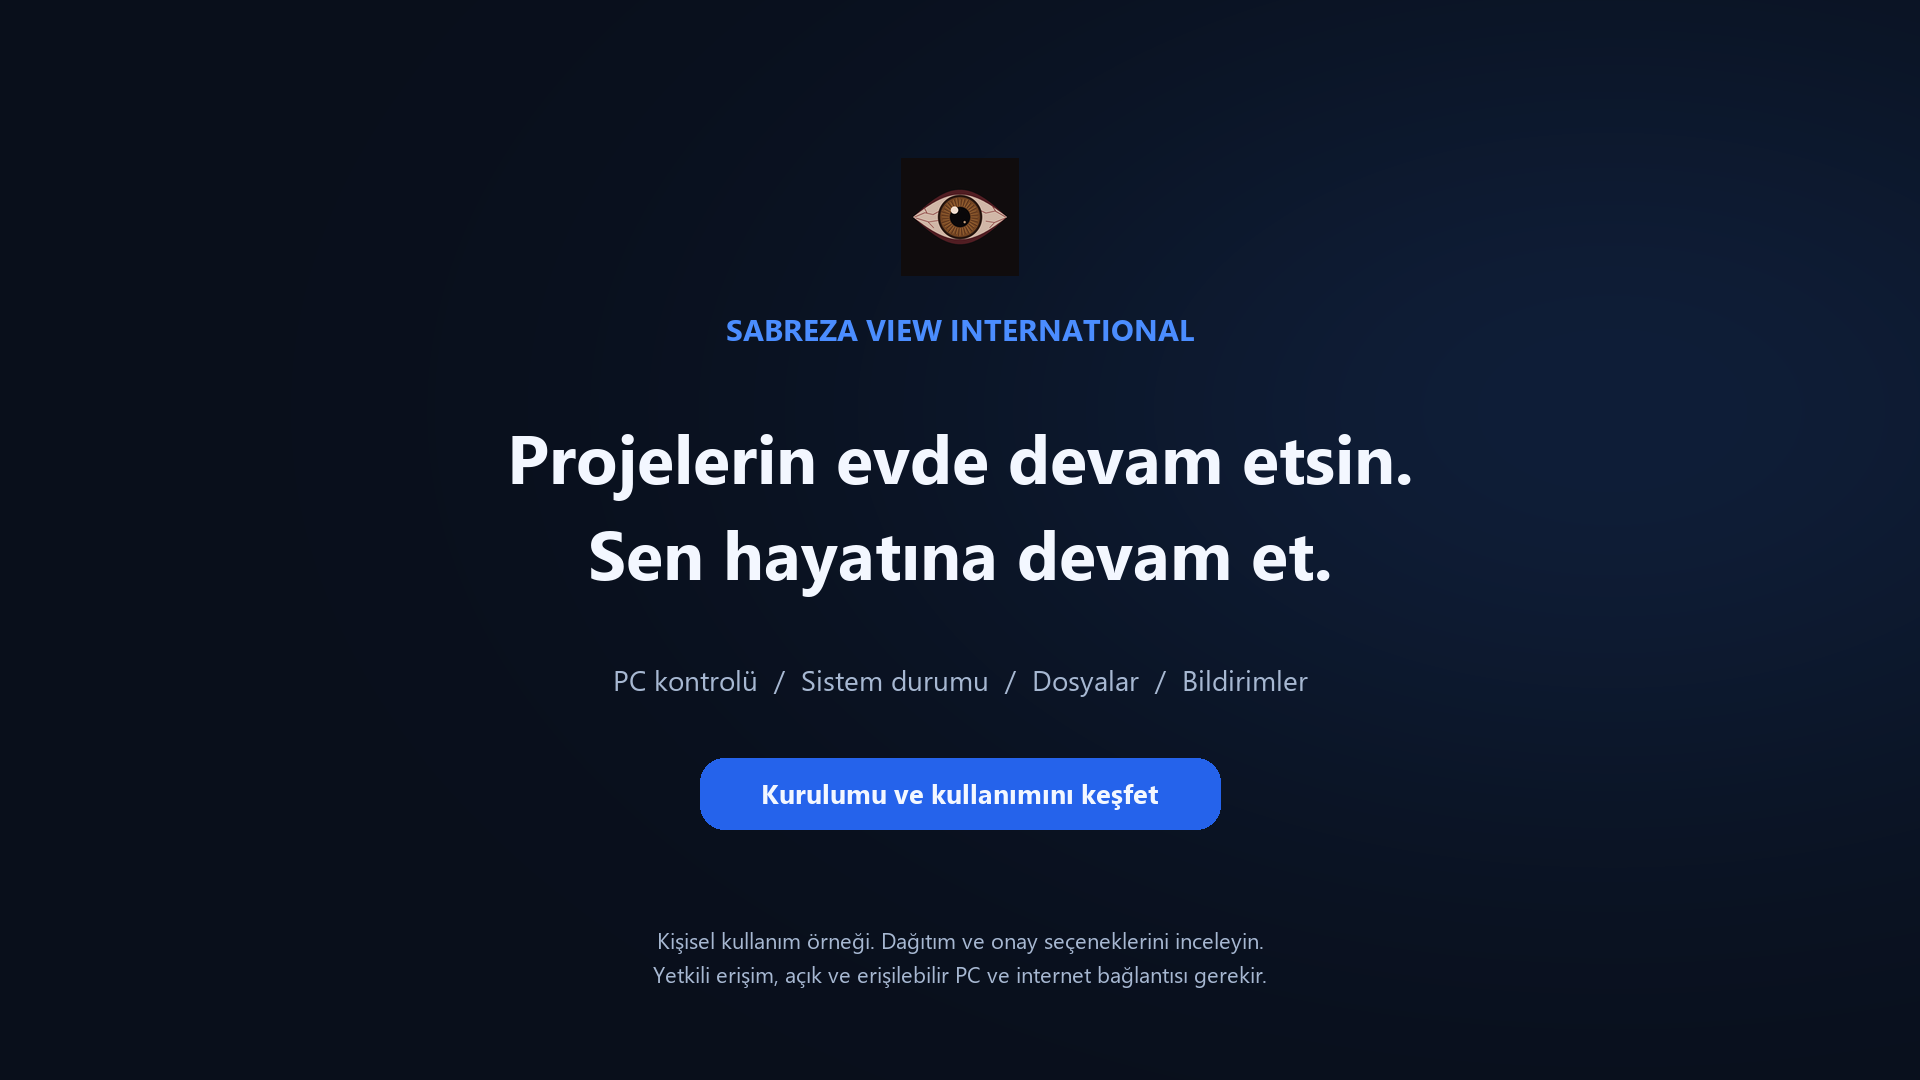 SABREZA VIEW INTERNATIONAL
Projelerin evde devam etsin.
Sen hayatına devam et.
PC kontrolü / Sistem durumu / Dosyalar / Bildirimler
Kurulumu ve kullanımını keşfet
Kişisel kullanım örneği. Dağıtım ve onay seçeneklerini inceleyin.
Yetkili erişim, açık ve erişilebilir PC ve internet bağlantısı gerekir.